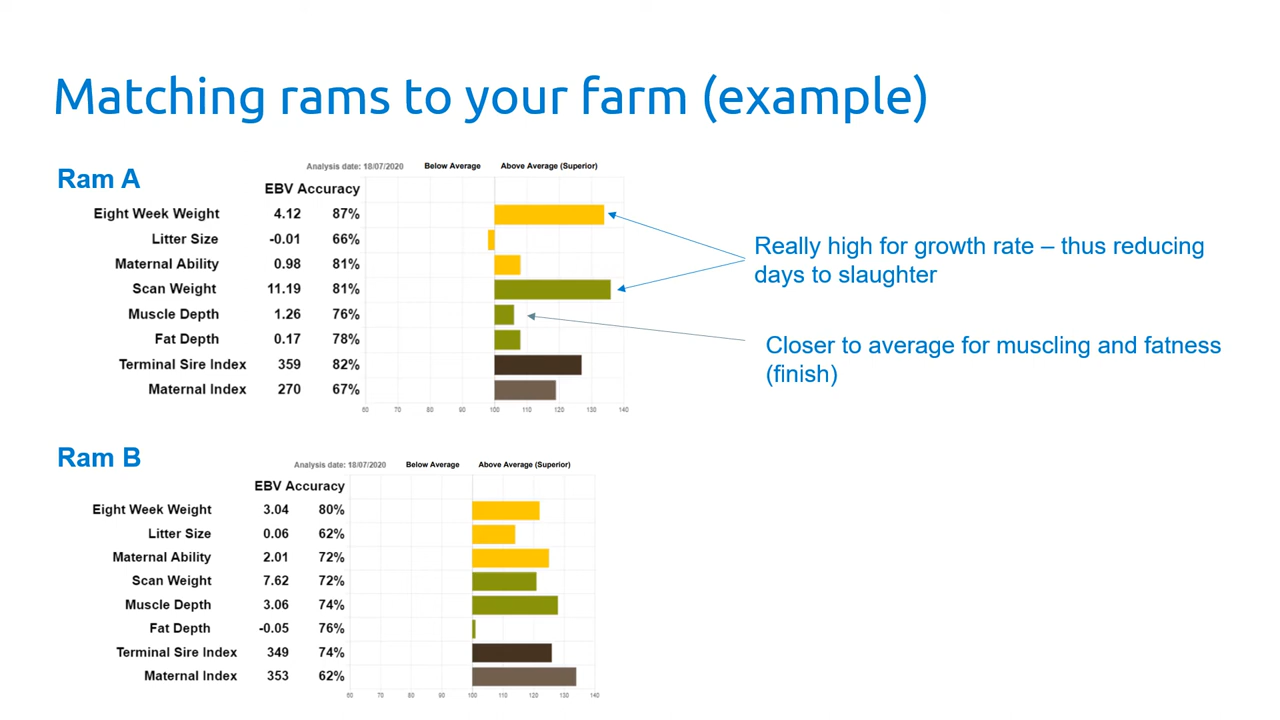 Matching rams to your farm (example)
Ram A
Analysis date: 18/07/2020 Below Average Above Average (Superior)
EBV Accuracy
Eight Week Weight 4.12 87%
Litter Size -0.01 66%
Maternal Ability 0.98 81%
Scan Weight 11.19 81%
Muscle Depth 1.26 76%
Fat Depth 0.17 78%
Terminal Sire Index 359 82%
Maternal Index 270 67%
60 70 80 90 100 110 120 130 140
Really high for growth rate – thus reducing
days to slaughter
Closer to average for muscling and fatness
(finish)
Ram B
Analysis date: 18/07/2020 Below Average Above Average (Superior)
EBV Accuracy
Eight Week Weight 3.04 80%
Litter Size 0.06 62%
Maternal Ability 2.01 72%
Scan Weight 7.62 72%
Muscle Depth 3.06 74%
Fat Depth -0.05 76%
Terminal Sire Index 349 74%
Maternal Index 353 62%
60 70 80 90 100 110 120 130 140